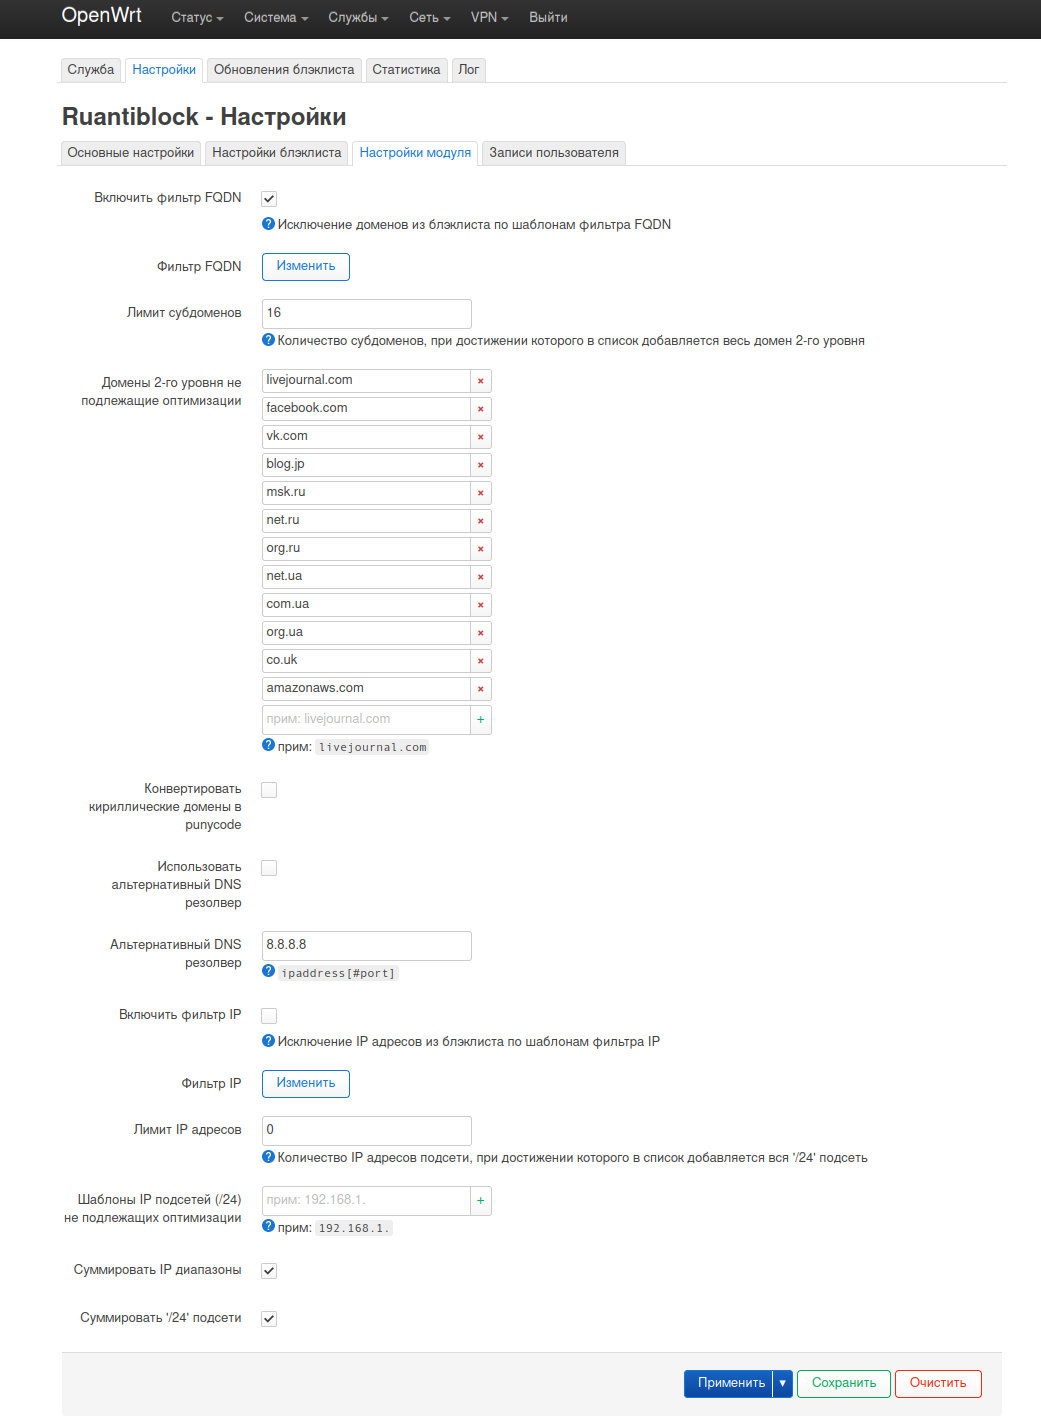 OpenWrt Статус Система Службы Сеть VPN Выйти
Служба Настройки Обновления блэклиста Статистика Лог
Ruantiblock - Настройки
Основные настройки Настройки блэклиста Настройки модуля Записи пользователя
Включить фильтр FQDN
? Исключение доменов из блэклиста по шаблонам фильтра FQDN
Фильтр FQDN Изменить
Лимит субдоменов 16
? Количество субдоменов, при достижении которого в список добавляется весь домен 2-го уровня
Домены 2-го уровня не
подлежащие оптимизации
livejournal.com ×
facebook.com ×
vk.com ×
blog.jp ×
msk.ru ×
net.ru ×
org.ru ×
net.ua ×
com.ua ×
org.ua ×
co.uk ×
amazonaws.com ×
прим: livejournal.com +
? прим: livejournal.com
Конвертировать
кириллические домены в
punycode
Использовать
альтернативный DNS
резолвер
Альтернативный DNS
резолвер
8.8.8.8
? ipaddress[#port]
Включить фильтр IP
? Исключение IP адресов из блэклиста по шаблонам фильтра IP
Фильтр IP Изменить
Лимит IP адресов 0
? Количество IP адресов подсети, при достижении которого в список добавляется вся '/24' подсеть
Шаблоны IP подсетей (/24)
не подлежащих оптимизации
прим: 192.168.1. +
? прим: 192.168.1.
Суммировать IP диапазоны
Суммировать '/24' подсети
Применить ▾ Сохранить Очистить